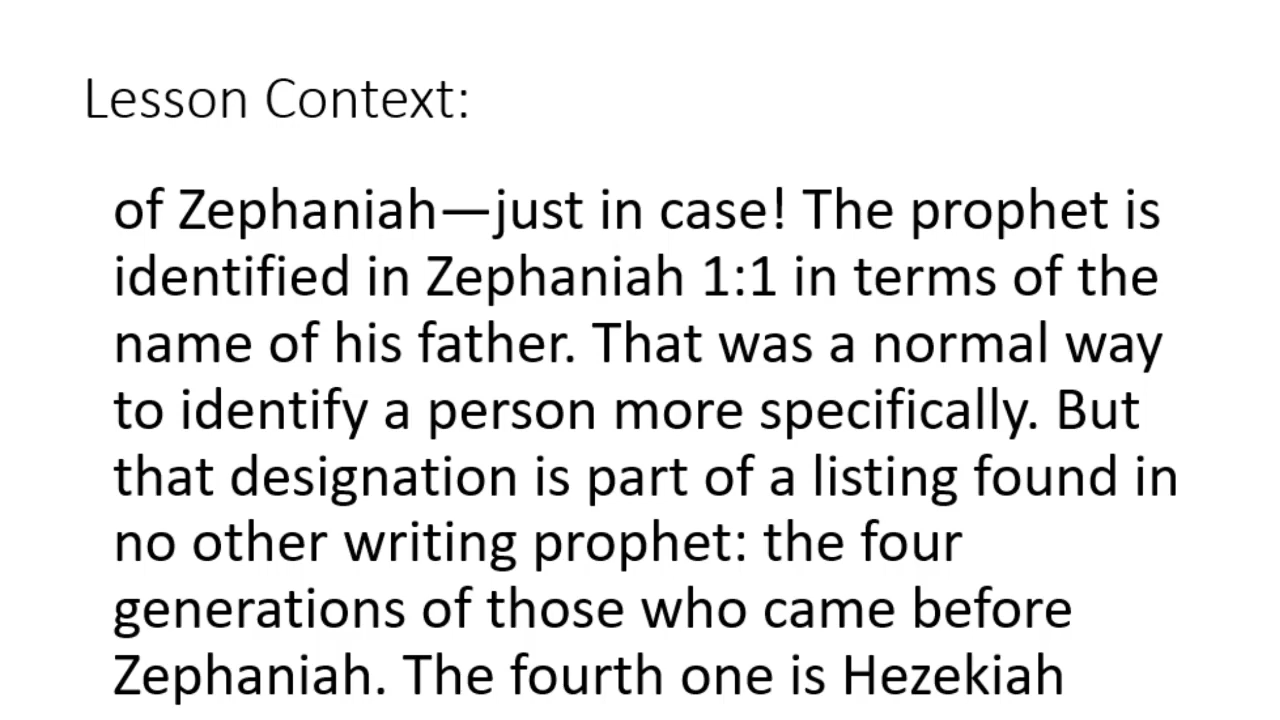 Lesson Context:
of Zephaniah—just in case! The prophet is
identified in Zephaniah 1:1 in terms of the
name of his father. That was a normal way
to identify a person more specifically. But
that designation is part of a listing found in
no other writing prophet: the four
generations of those who came before
Zephaniah. The fourth one is Hezekiah